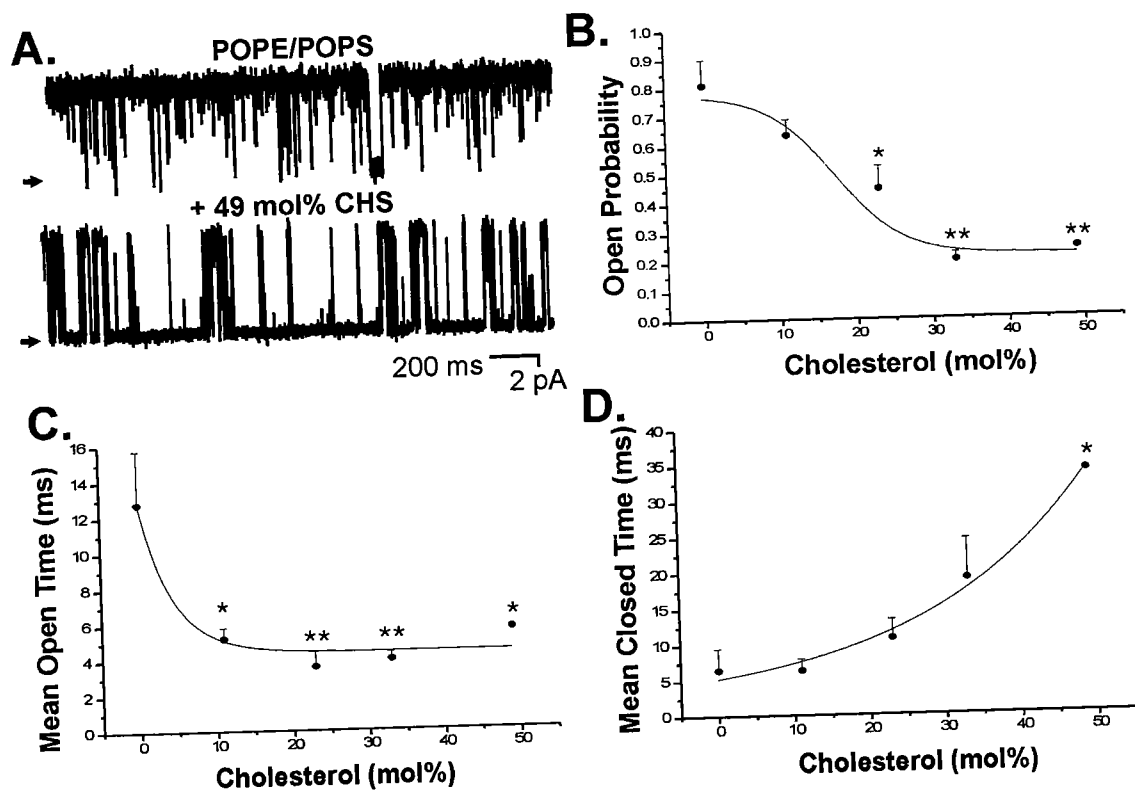 A.
POPE/POPS
+ 49 mol% CHS
200 ms
2 pA
B.
Open Probability
1.0
0.9
0.8
0.7
0.6
0.5
0.4
0.3
0.2
0.1
0.0
*
**
**
0 10 20 30 40 50
Cholesterol (mol%)
C.
Mean Open Time (ms)
16
14
12
10
8
6
4
2
0
*
**
**
*
0 10 20 30 40 50
Cholesterol (mol%)
D.
Mean Closed Time (ms)
40
35
30
25
20
15
10
5
0
*
0 10 20 30 40 50
Cholesterol (mol%)